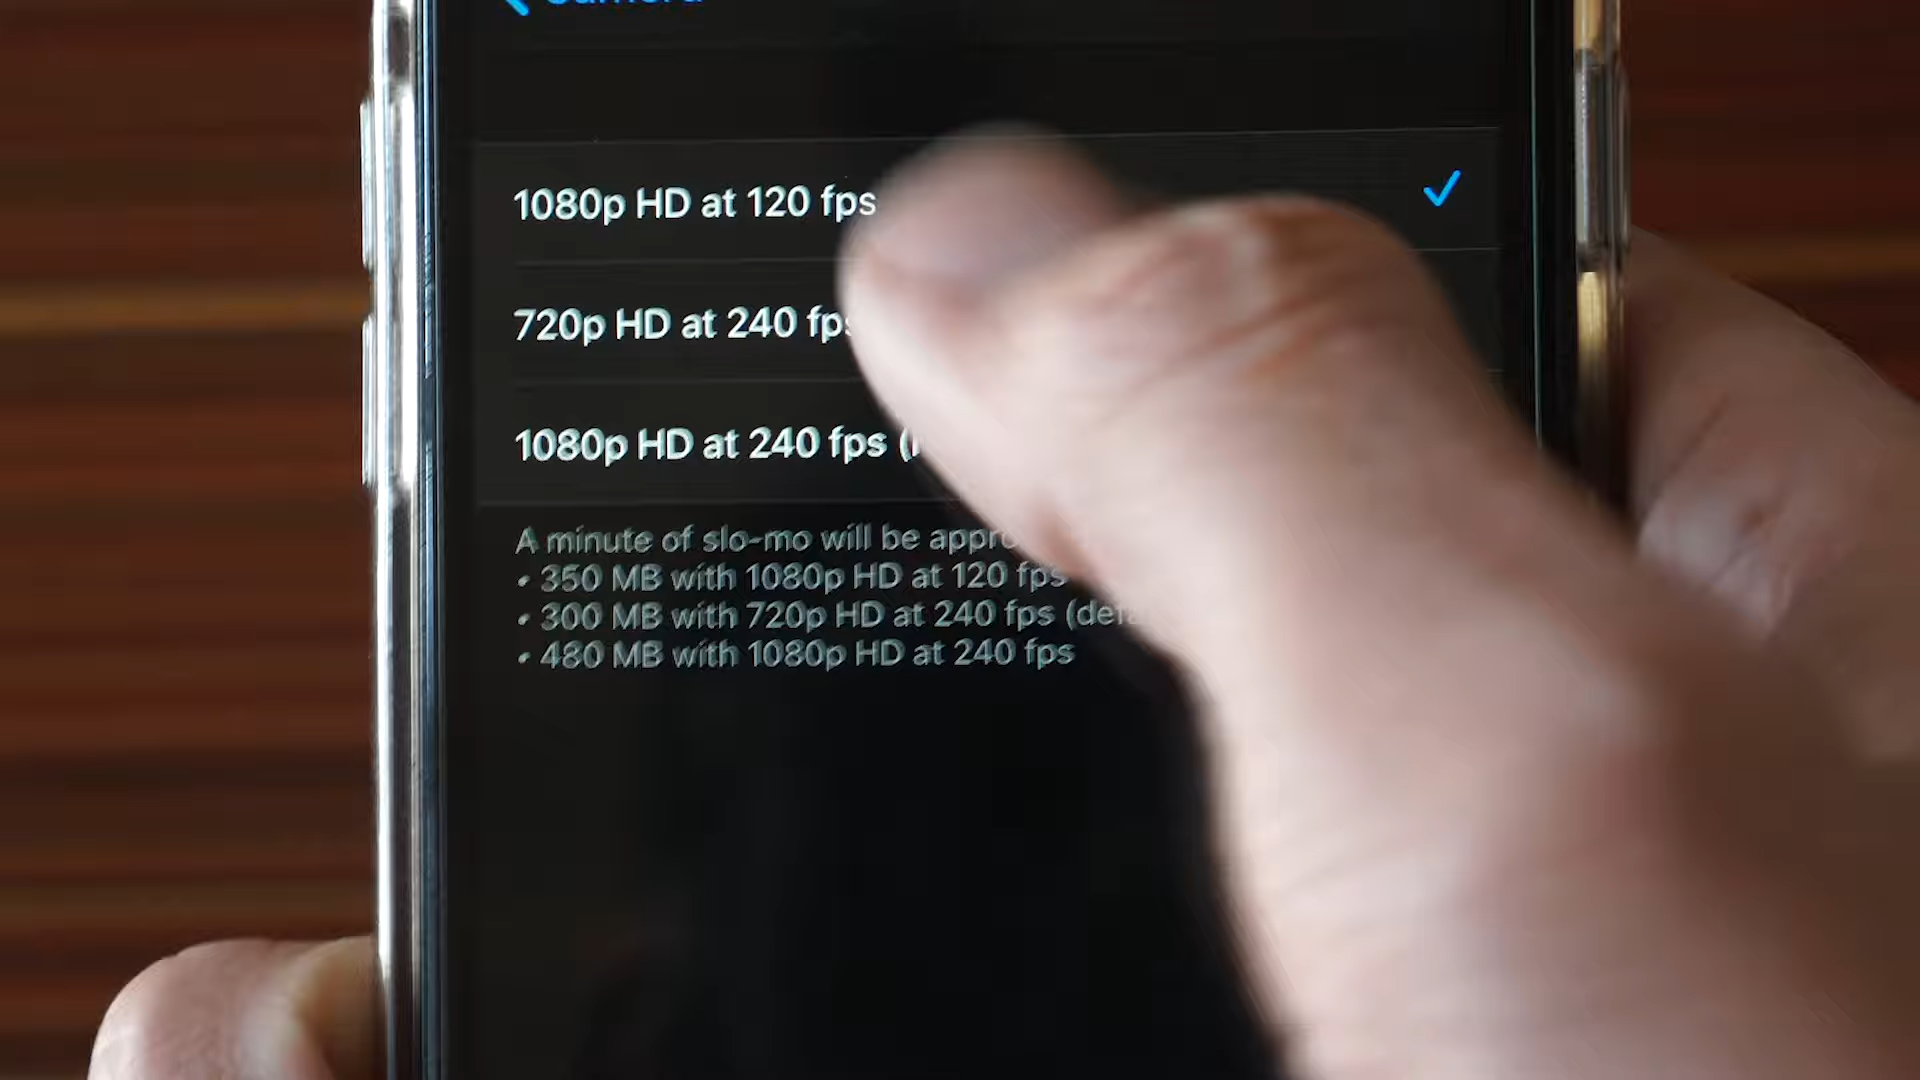 1080p HD at 120 fps
720p HD at 240 fps
1080p HD at 240 fps
A minute of slo-mo will be
• 350 MB with 1080p HD at 120 fps
• 300 MB with 720p HD at 240 fps
• 480 MB with 1080p HD at 240 fps